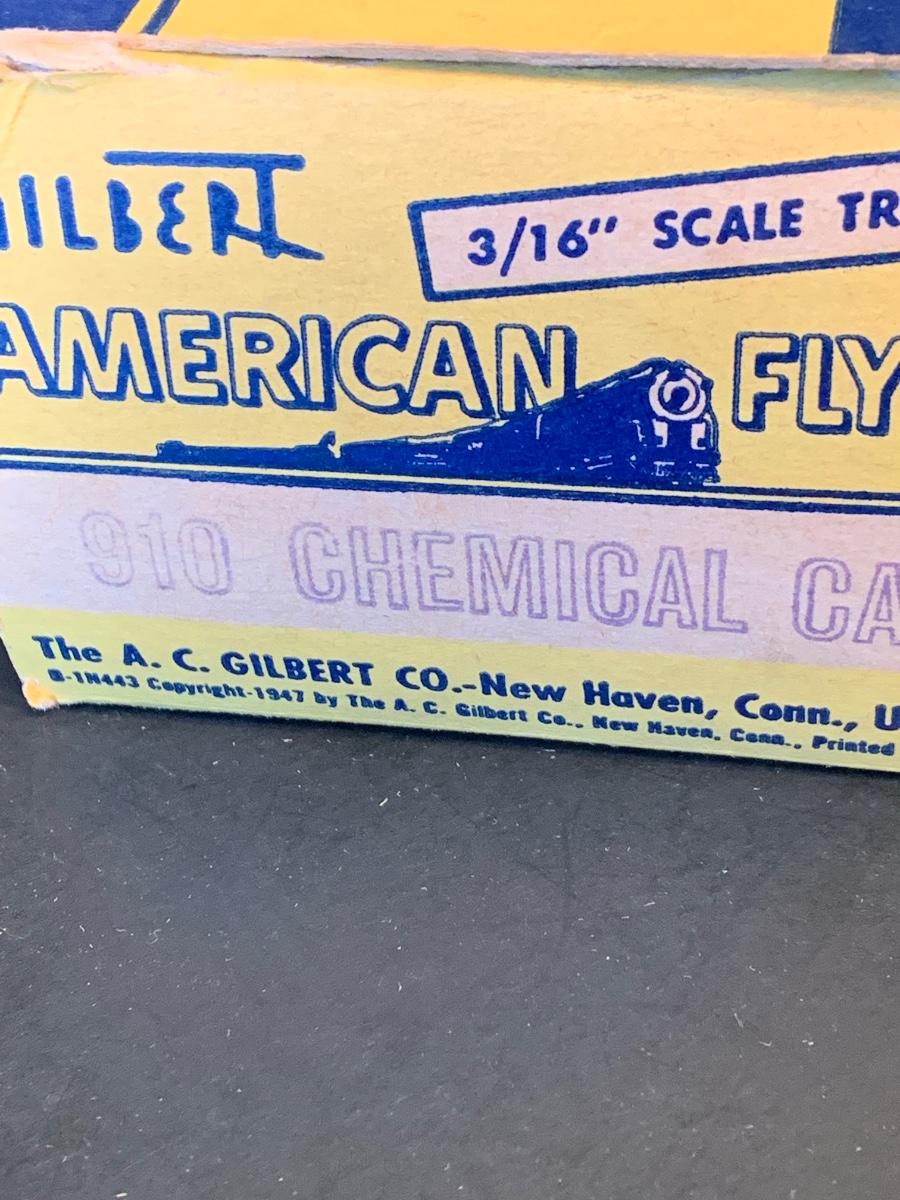 GILBERT
3/16" SCALE TR
AMERICAN FLY
910 CHEMICAL CA
The A. C. GILBERT CO.-New Haven, Conn., U
B-1N443 Copyright-1947 by The A. C. Gilbert Co., New Haven, Conn., Printed